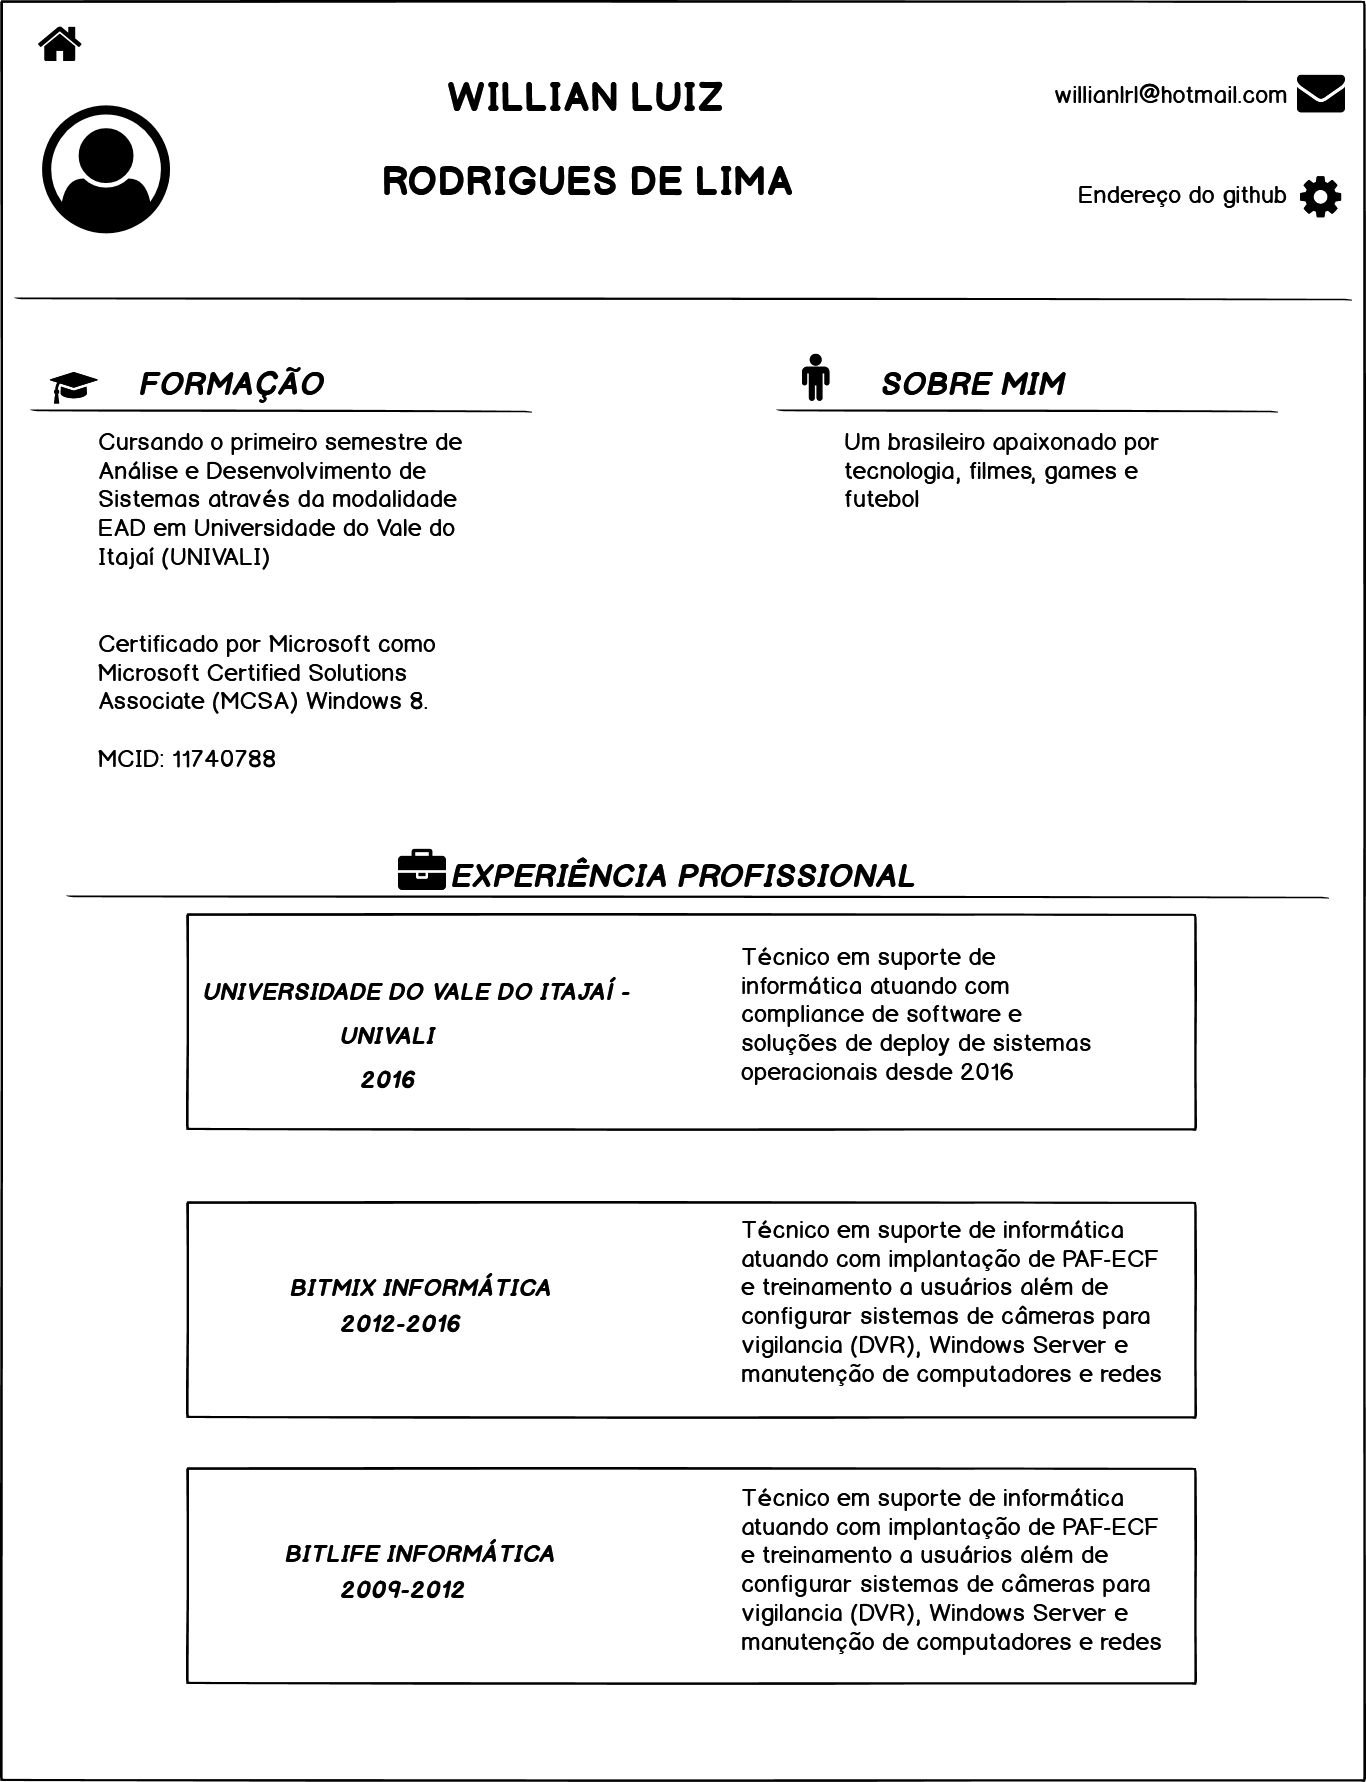 WILLIAN LUIZ
RODRIGUES DE LIMA
willianlrl@hotmail.com
Endereço do github
FORMAÇÃO
Cursando o primeiro semestre de
Análise e Desenvolvimento de
Sistemas através da modalidade
EAD em Universidade do Vale do
Itajaí (UNIVALI)
Certificado por Microsoft como
Microsoft Certified Solutions
Associate (MCSA) Windows 8.
MCID: 11740788
SOBRE MIM
Um brasileiro apaixonado por
tecnologia, filmes, games e
futebol
EXPERIÊNCIA PROFISSIONAL
UNIVERSIDADE DO VALE DO ITAJAÍ -
UNIVALI
2016
Técnico em suporte de
informática atuando com
compliance de software e
soluções de deploy de sistemas
operacionais desde 2016
BITMIX INFORMÁTICA
2012-2016
Técnico em suporte de informática
atuando com implantação de PAF-ECF
e treinamento a usuários além de
configurar sistemas de câmeras para
vigilancia (DVR), Windows Server e
manutenção de computadores e redes
BITLIFE INFORMÁTICA
2009-2012
Técnico em suporte de informática
atuando com implantação de PAF-ECF
e treinamento a usuários além de
configurar sistemas de câmeras para
vigilancia (DVR), Windows Server e
manutenção de computadores e redes